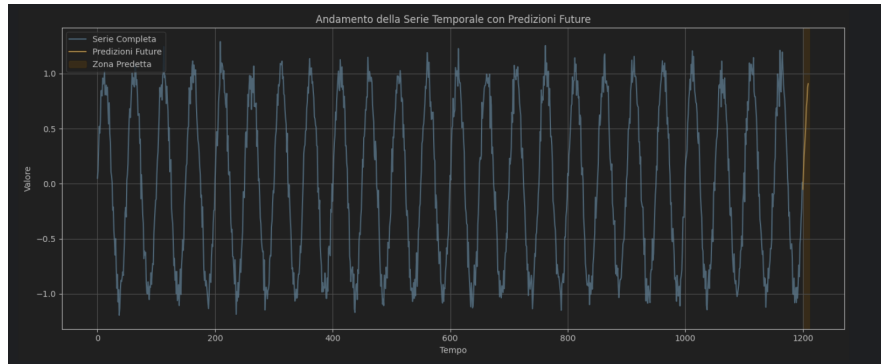 Andamento della Serie Temporale con Predizioni Future
Serie Completa
Predizioni Future
Zona Predetta
Valore
1.0
0.5
0.0
−0.5
−1.0
0
200
400
600
800
1000
1200
Tempo